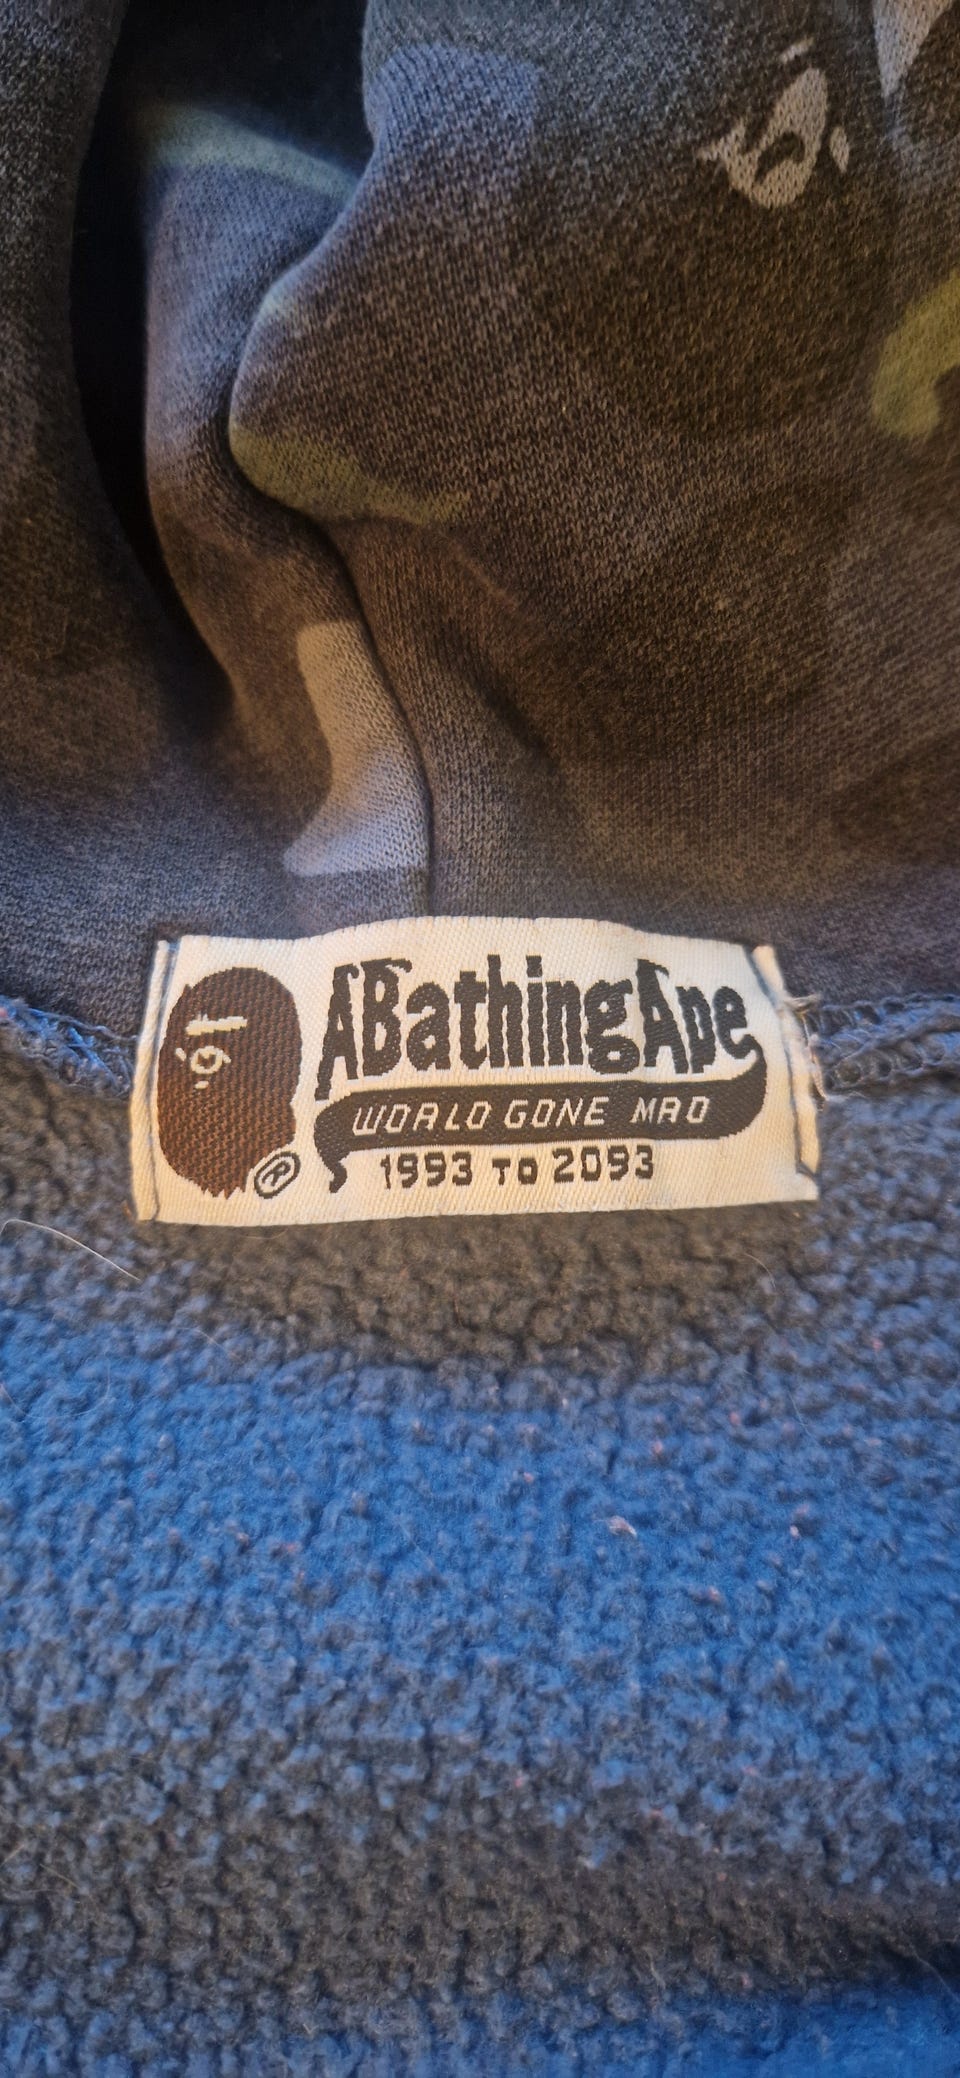 ABathingApe
WORLD GONE MAD
1993 TO 2093
®